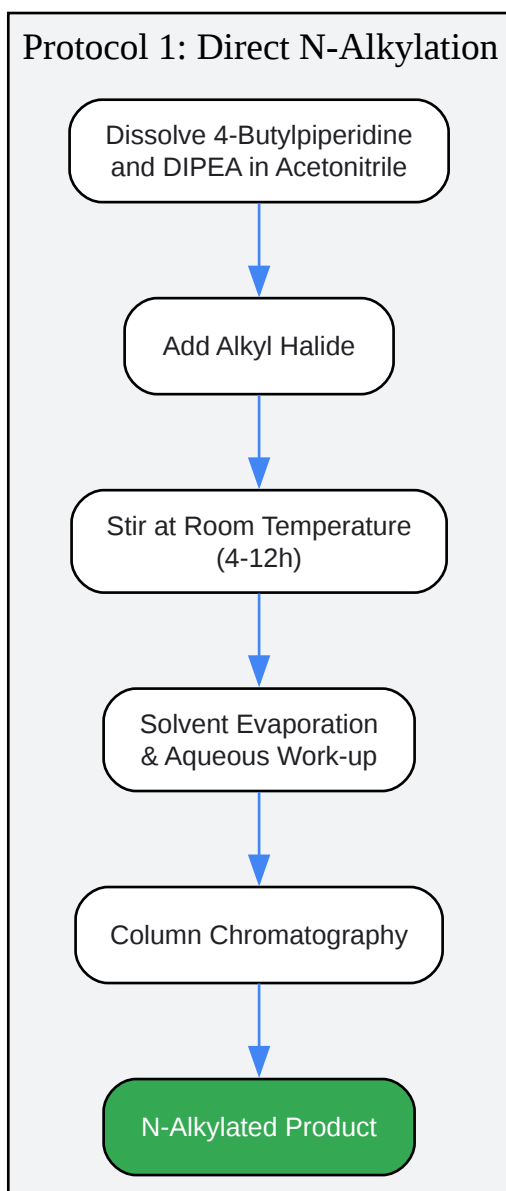 Protocol 1: Direct N-Alkylation
Dissolve 4-Butylpiperidine
and DIPEA in Acetonitrile
Add Alkyl Halide
Stir at Room Temperature
(4-12h)
Solvent Evaporation
& Aqueous Work-up
Column Chromatography
N-Alkylated Product